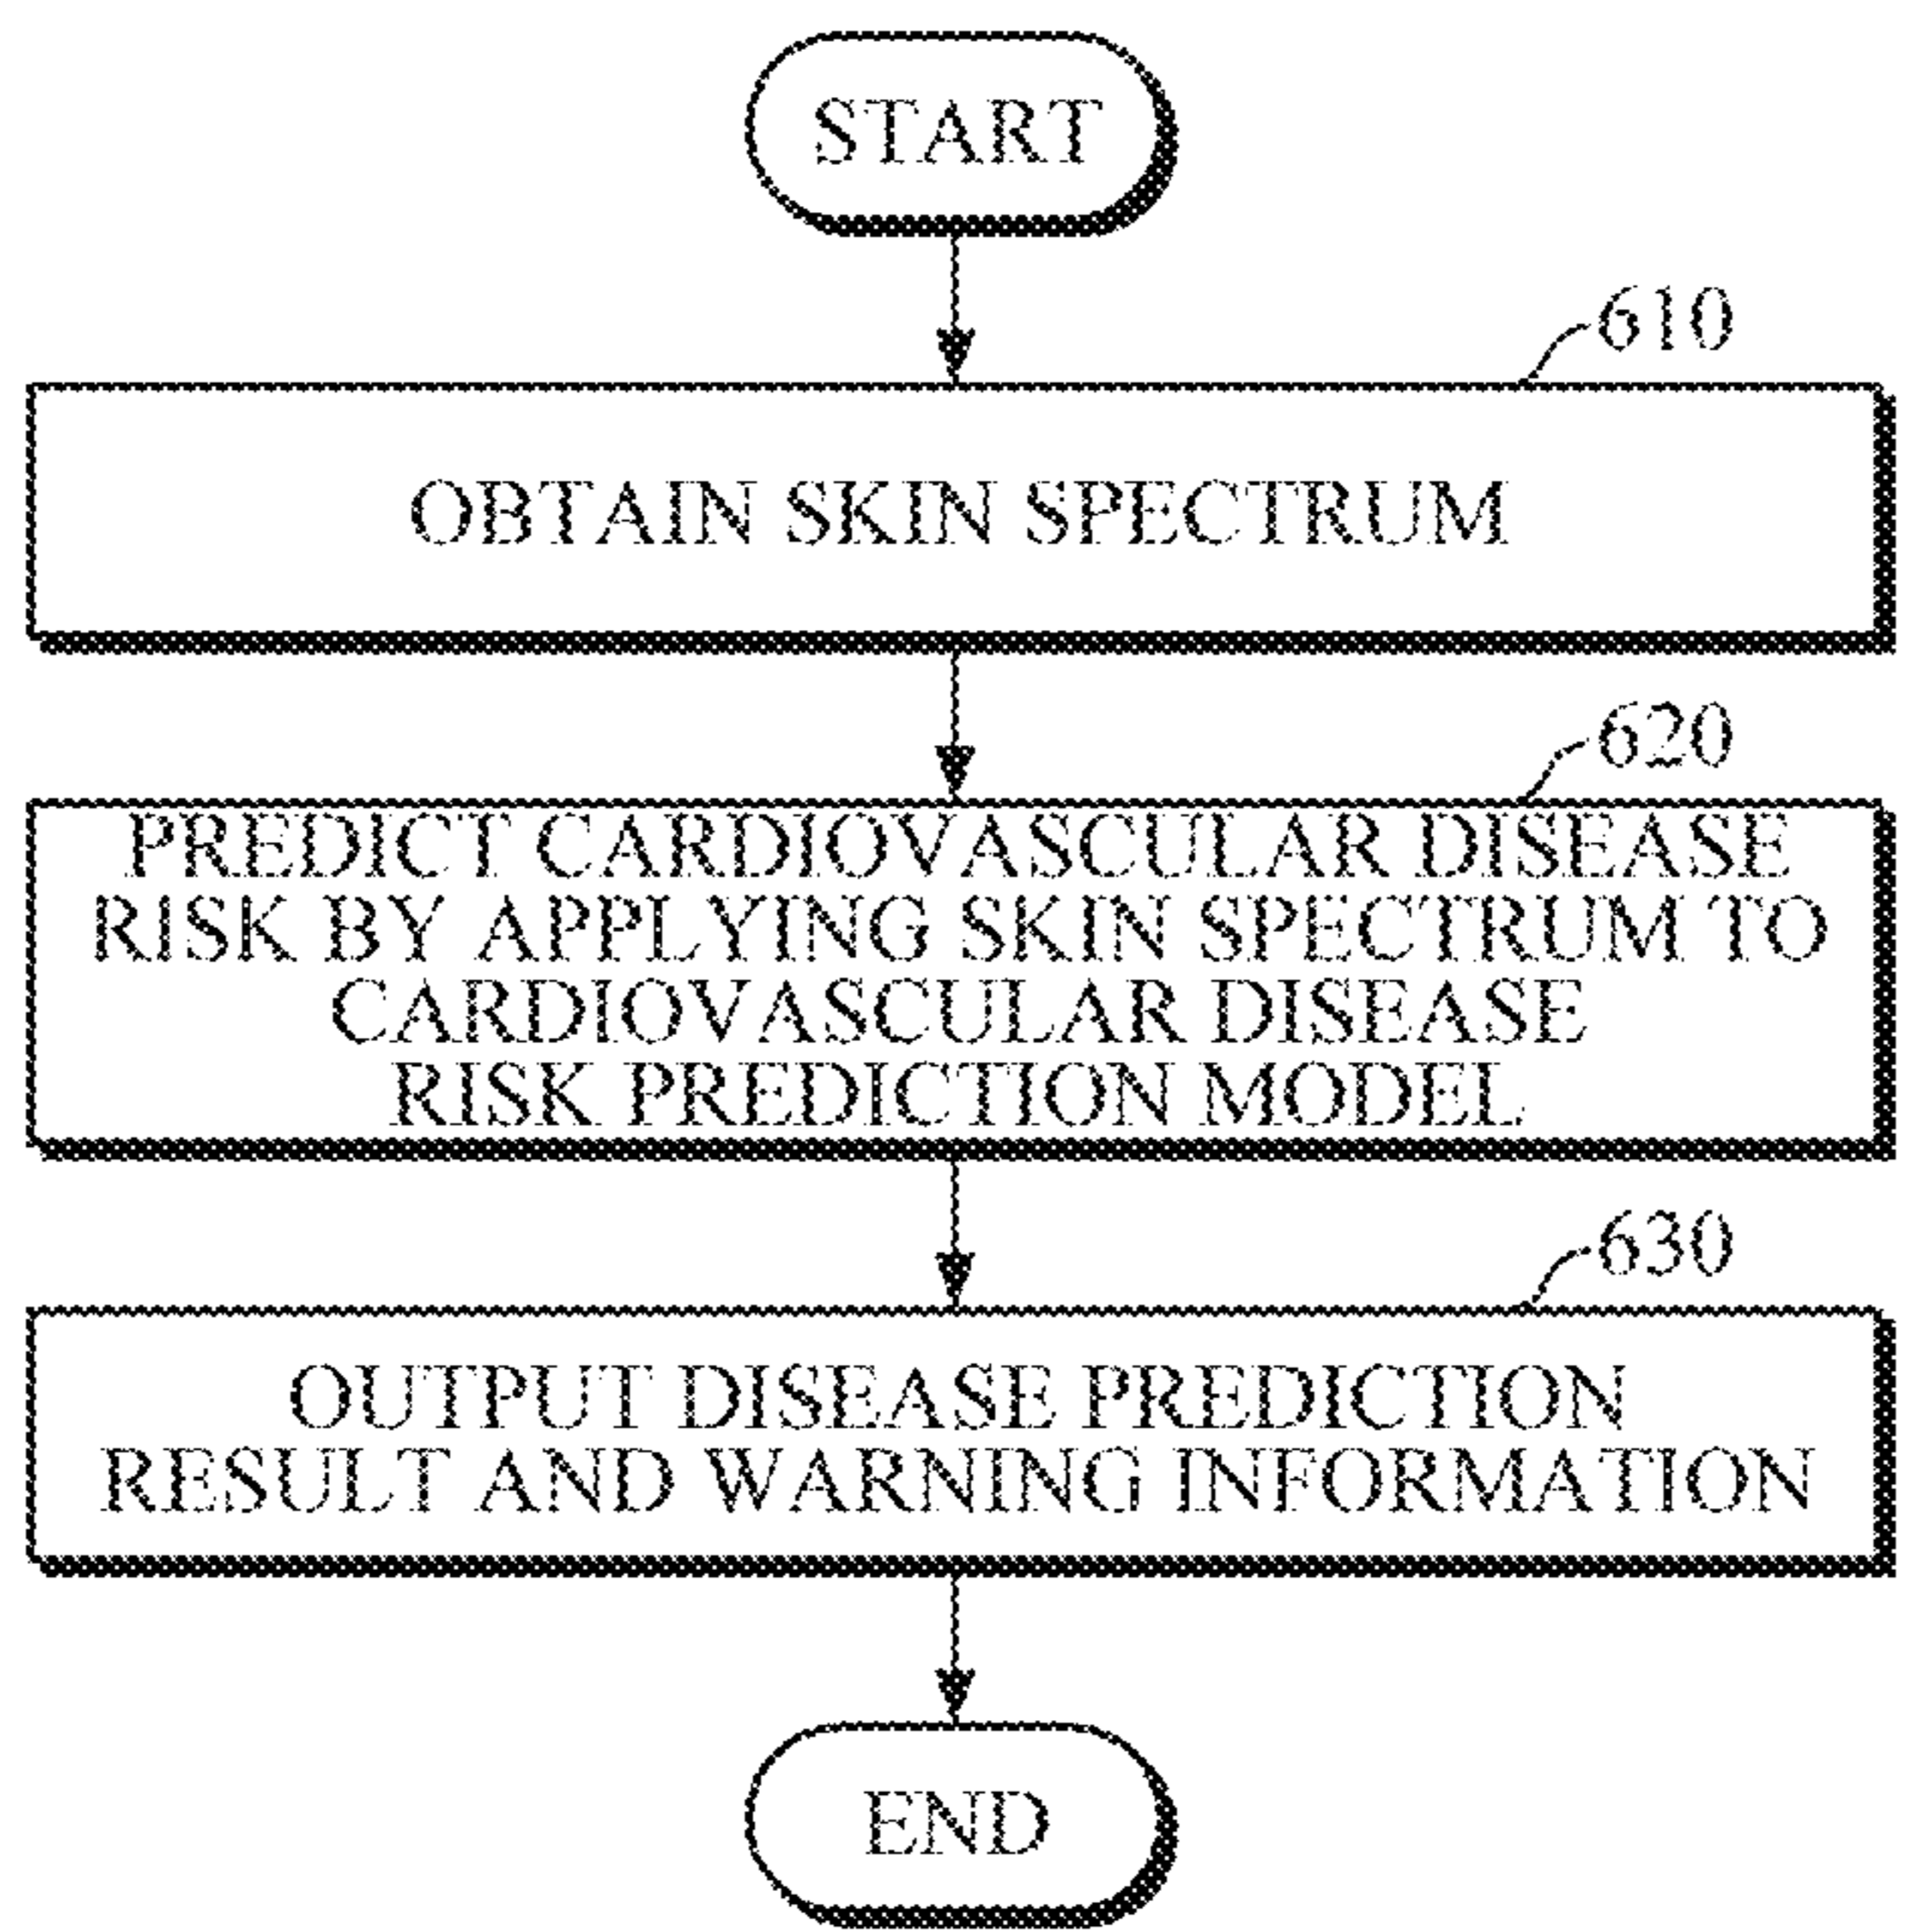 START
610
OBTAIN SKIN SPECTRUM
620
PREDICT CARDIOVASCULAR DISEASE
RISK BY APPLYING SKIN SPECTRUM TO
CARDIOVASCULAR DISEASE
RISK PREDICTION MODEL
630
OUTPUT DISEASE PREDICTION
RESULT AND WARNING INFORMATION
END